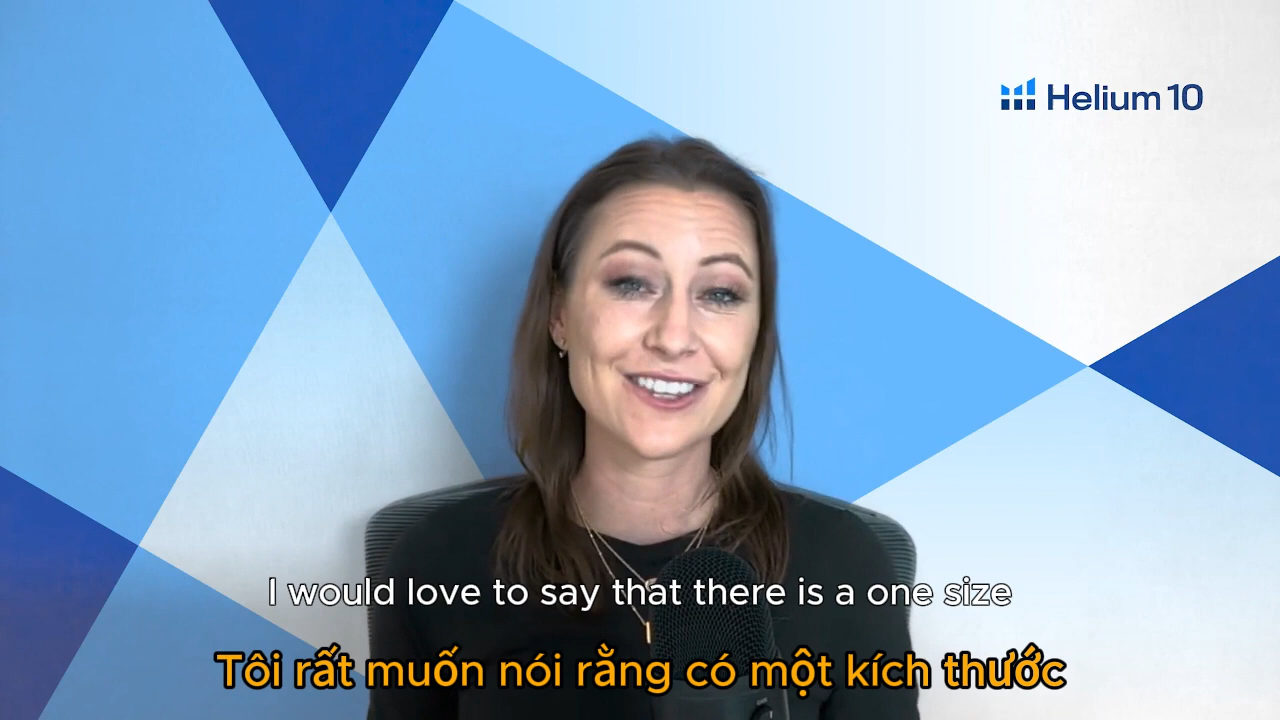 Helium 10
I would love to say that there is a one size
Tôi rất muốn nói rằng có một kích thước